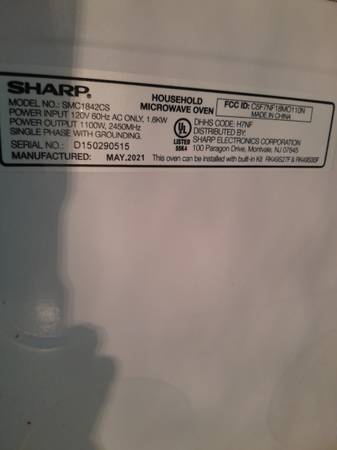 SHARP®
HOUSEHOLD
MICROWAVE OVEN
FCC ID:
MADE IN CHINA
MODEL NO.: SMC1842CS
POWER INPUT 120V 60Hz AC ONLY, 1.6KW
POWER OUTPUT 1100W, 2450MHz
SINGLE PHASE WITH GROUNDING.
SERIAL NO.: D150290515
MANUFACTURED: MAY.2021
UL
LISTED
DHHS CODE: H7NF
DISTRIBUTED BY:
SHARP ELECTRONICS CORPORATION
100 Paragon Drive, Montvale, NJ 07645
This oven can be installed with built-in Kit